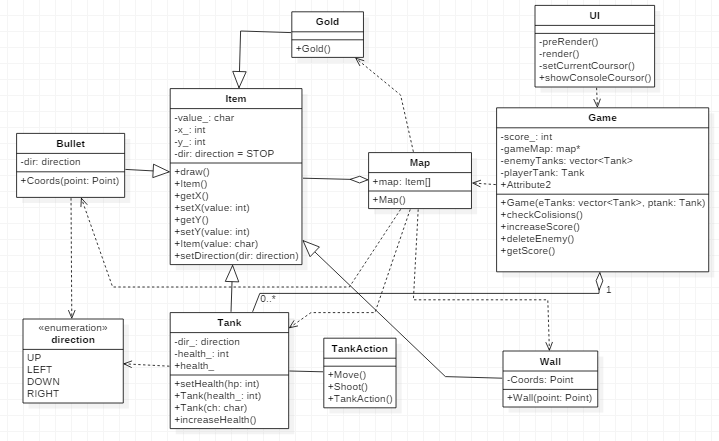 Gold
+Gold()
UI
-preRender()
-render()
-setCurrentCoursor()
+showConsoleCoursor()
Item
-value_: char
-x_: int
-y_: int
-dir: direction = STOP
+draw()
+Item()
+getX()
+setX(value: int)
+getY()
+setY(value: int)
+Item(value: char)
+setDirection(dir: direction)
Bullet
-dir: direction
+Coords(point: Point)
Map
+map: Item[]
+Map()
Game
-score_: int
-gameMap: map*
-enemyTanks: vector<Tank>
-playerTank: Tank
+Attribute2
+Game(eTanks: vector<Tank>, ptank: Tank)
+checkColisions()
+increaseScore()
+deleteEnemy()
+getScore()
0..*
1
«enumeration»
direction
UP
LEFT
DOWN
RIGHT
Tank
-dir_: direction
-health_: int
+health_
+setHealth(hp: int)
+Tank(health_: int)
+Tank(ch: char)
+increaseHealth()
TankAction
+Move()
+Shoot()
+TankAction()
Wall
-Coords: Point
+Wall(point: Point)